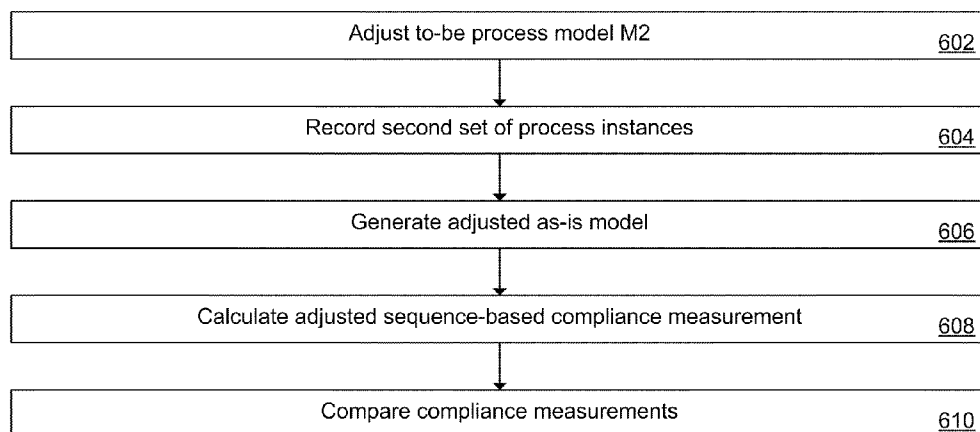 Adjust to-be process model M2
602
Record second set of process instances
604
Generate adjusted as-is model
606
Calculate adjusted sequence-based compliance measurement
608
Compare compliance measurements
610